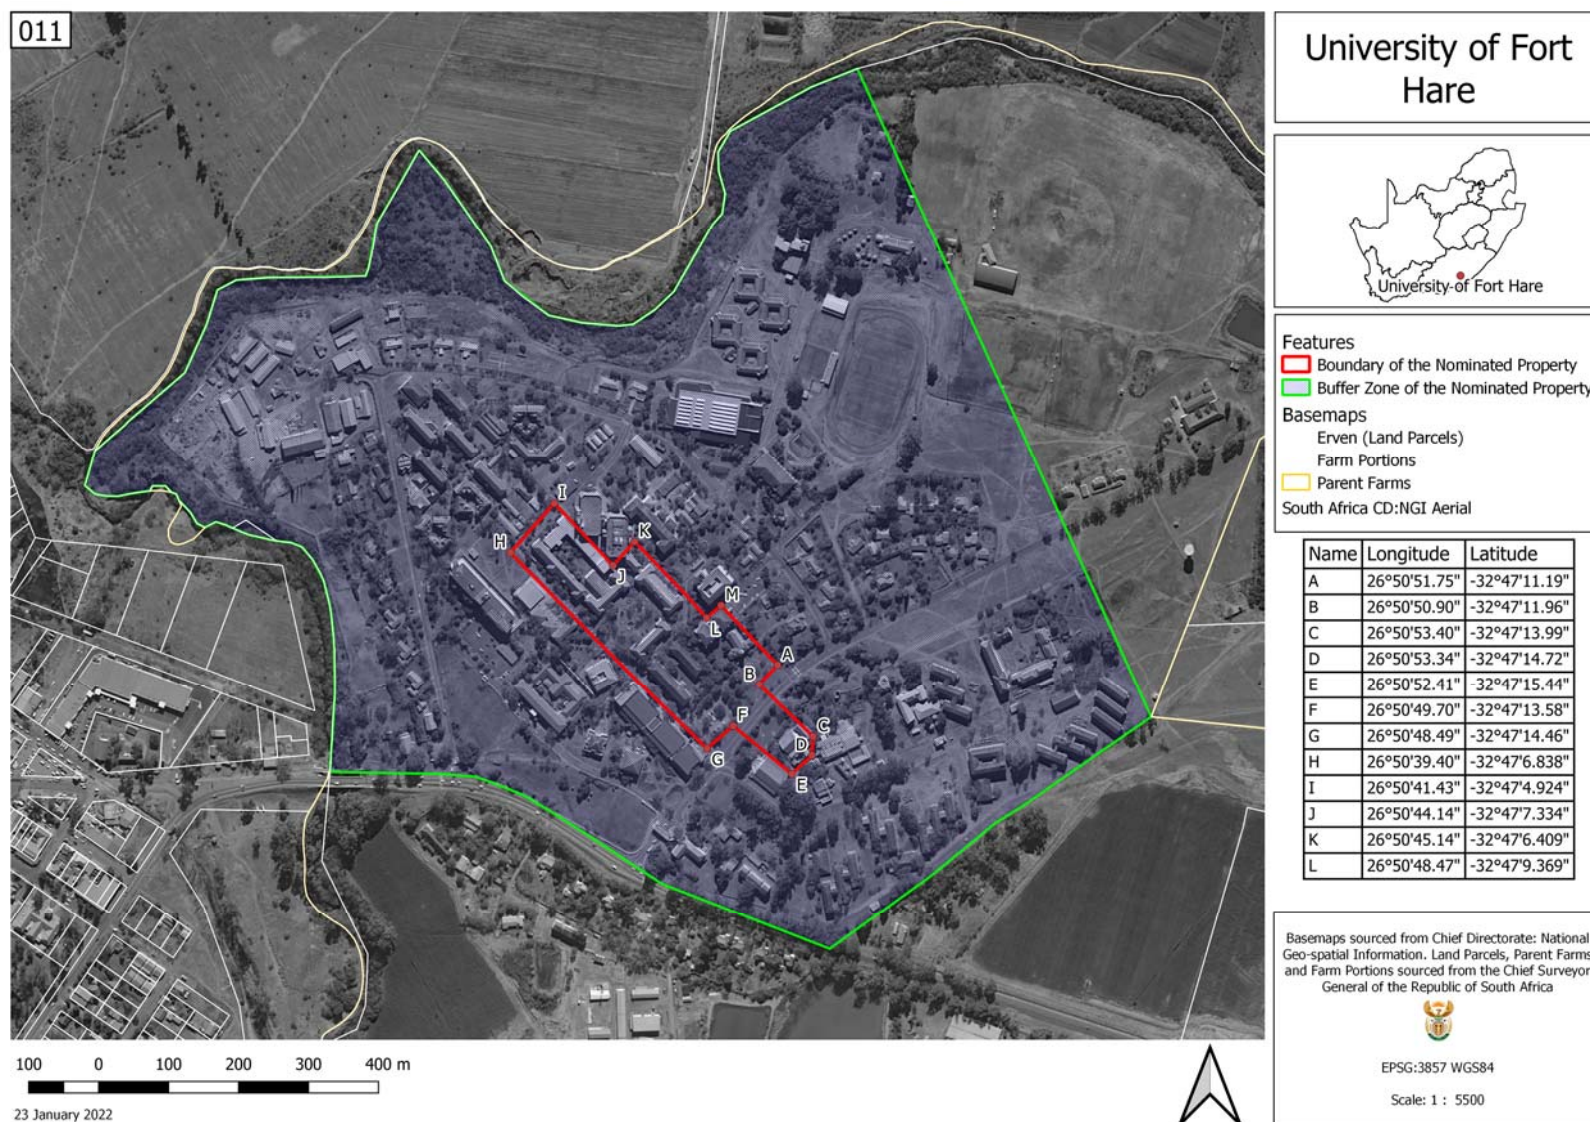 011
University of Fort
Hare
University of Fort Hare
Features
Boundary of the Nominated Property
Buffer Zone of the Nominated Property
Basemaps
Erven (Land Parcels)
Farm Portions
Parent Farms
South Africa CD:NGI Aerial
Name Longitude Latitude
A 26°50'51.75" -32°47'11.19"
B 26°50'50.90" -32°47'11.96"
C 26°50'53.40" -32°47'13.99"
D 26°50'53.34" -32°47'14.72"
E 26°50'52.41" -32°47'15.44"
F 26°50'49.70" -32°47'13.58"
G 26°50'48.49" -32°47'14.46"
H 26°50'39.40" -32°47'6.838"
I 26°50'41.43" -32°47'4.924"
J 26°50'44.14" -32°47'7.334"
K 26°50'45.14" -32°47'6.409"
L 26°50'48.47" -32°47'9.369"
I
H
K
J
M
L
A
B
F
C
D
G
E
Basemaps sourced from Chief Directorate: National
Geo-spatial Information. Land Parcels, Parent Farms
and Farm Portions sourced from the Chief Surveyor
General of the Republic of South Africa
EPSG:3857 WGS84
Scale: 1 : 5500
100 0 100 200 300 400 m
23 January 2022